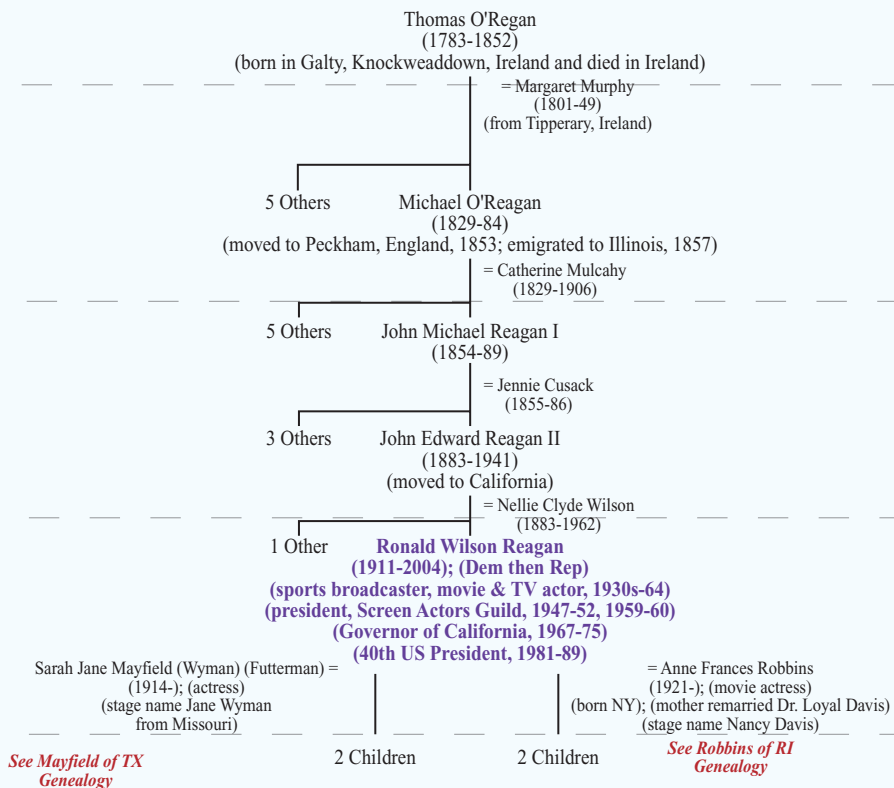 Thomas O'Regan
(1783-1852)
(born in Galty, Knockweaddown, Ireland and died in Ireland)
= Margaret Murphy
(1801-49)
(from Tipperary, Ireland)
5 Others
Michael O'Reagan
(1829-84)
(moved to Peckham, England, 1853; emigrated to Illinois, 1857)
= Catherine Mulcahy
(1829-1906)
5 Others
John Michael Reagan I
(1854-89)
= Jennie Cusack
(1855-86)
3 Others
John Edward Reagan II
(1883-1941)
(moved to California)
= Nellie Clyde Wilson
(1883-1962)
1 Other
Ronald Wilson Reagan
(1911-2004); (Dem then Rep)
(sports broadcaster, movie & TV actor, 1930s-64)
(president, Screen Actors Guild, 1947-52, 1959-60)
(Governor of California, 1967-75)
(40th US President, 1981-89)
Sarah Jane Mayfield (Wyman) (Futterman) =
(1914-); (actress)
(stage name Jane Wyman
from Missouri)
= Anne Frances Robbins
(1921-); (movie actress)
(born NY); (mother remarried Dr. Loyal Davis)
(stage name Nancy Davis)
See Mayfield of TX
Genealogy
2 Children
2 Children
See Robbins of RI
Genealogy